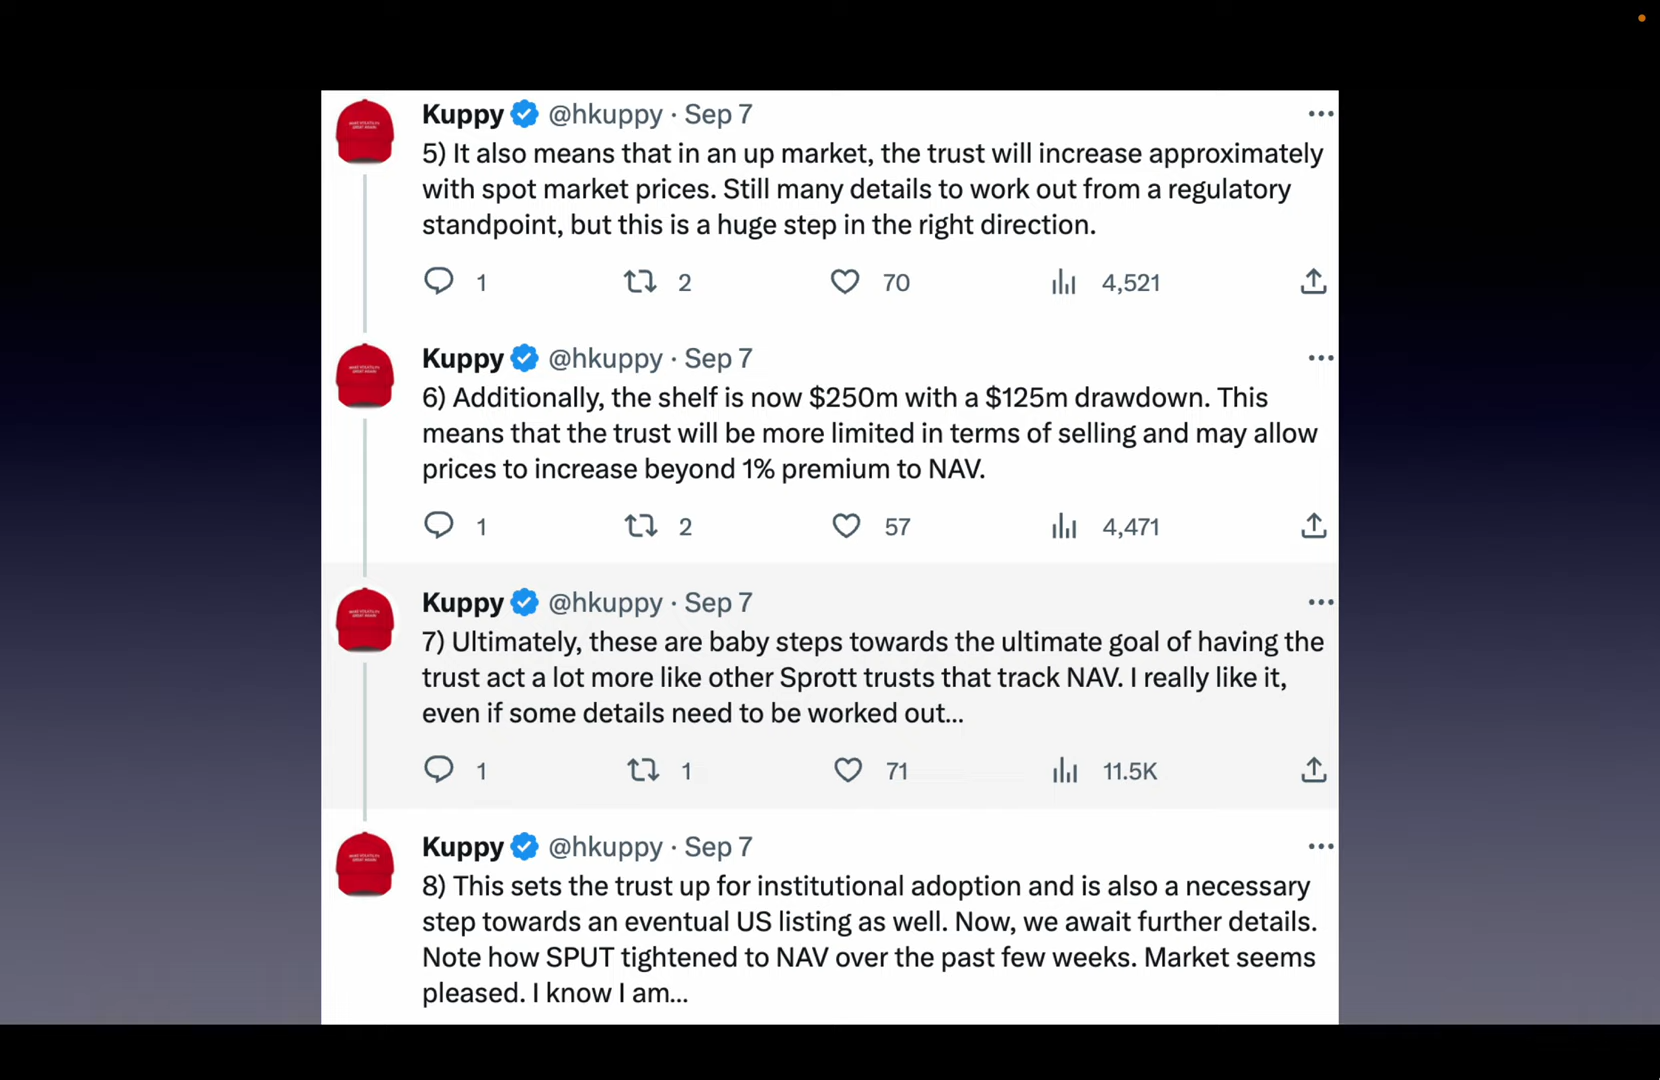 Kuppy @hkuppy · Sep 7
5) It also means that in an up market, the trust will increase approximately
with spot market prices. Still many details to work out from a regulatory
standpoint, but this is a huge step in the right direction.
1 2 70 4,521
Kuppy @hkuppy · Sep 7
6) Additionally, the shelf is now $250m with a $125m drawdown. This
means that the trust will be more limited in terms of selling and may allow
prices to increase beyond 1% premium to NAV.
1 2 57 4,471
Kuppy @hkuppy · Sep 7
7) Ultimately, these are baby steps towards the ultimate goal of having the
trust act a lot more like other Sprott trusts that track NAV. I really like it,
even if some details need to be worked out...
1 1 71 11.5K
Kuppy @hkuppy · Sep 7
8) This sets the trust up for institutional adoption and is also a necessary
step towards an eventual US listing as well. Now, we await further details.
Note how SPUT tightened to NAV over the past few weeks. Market seems
pleased. I know I am...